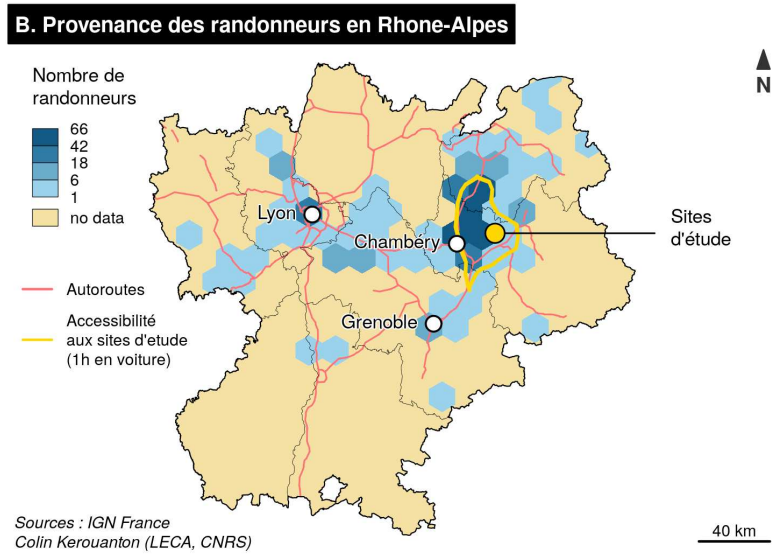 B. Provenance des randonneurs en Rhone-Alpes
Nombre de
randonneurs
66
42
18
6
1
no data
N
Lyon
Chambéry
Sites
d'étude
Autoroutes
Accessibilité
aux sites d'etude
(1h en voiture)
Grenoble
Sources : IGN France
Colin Kerouanton (LECA, CNRS)
40 km